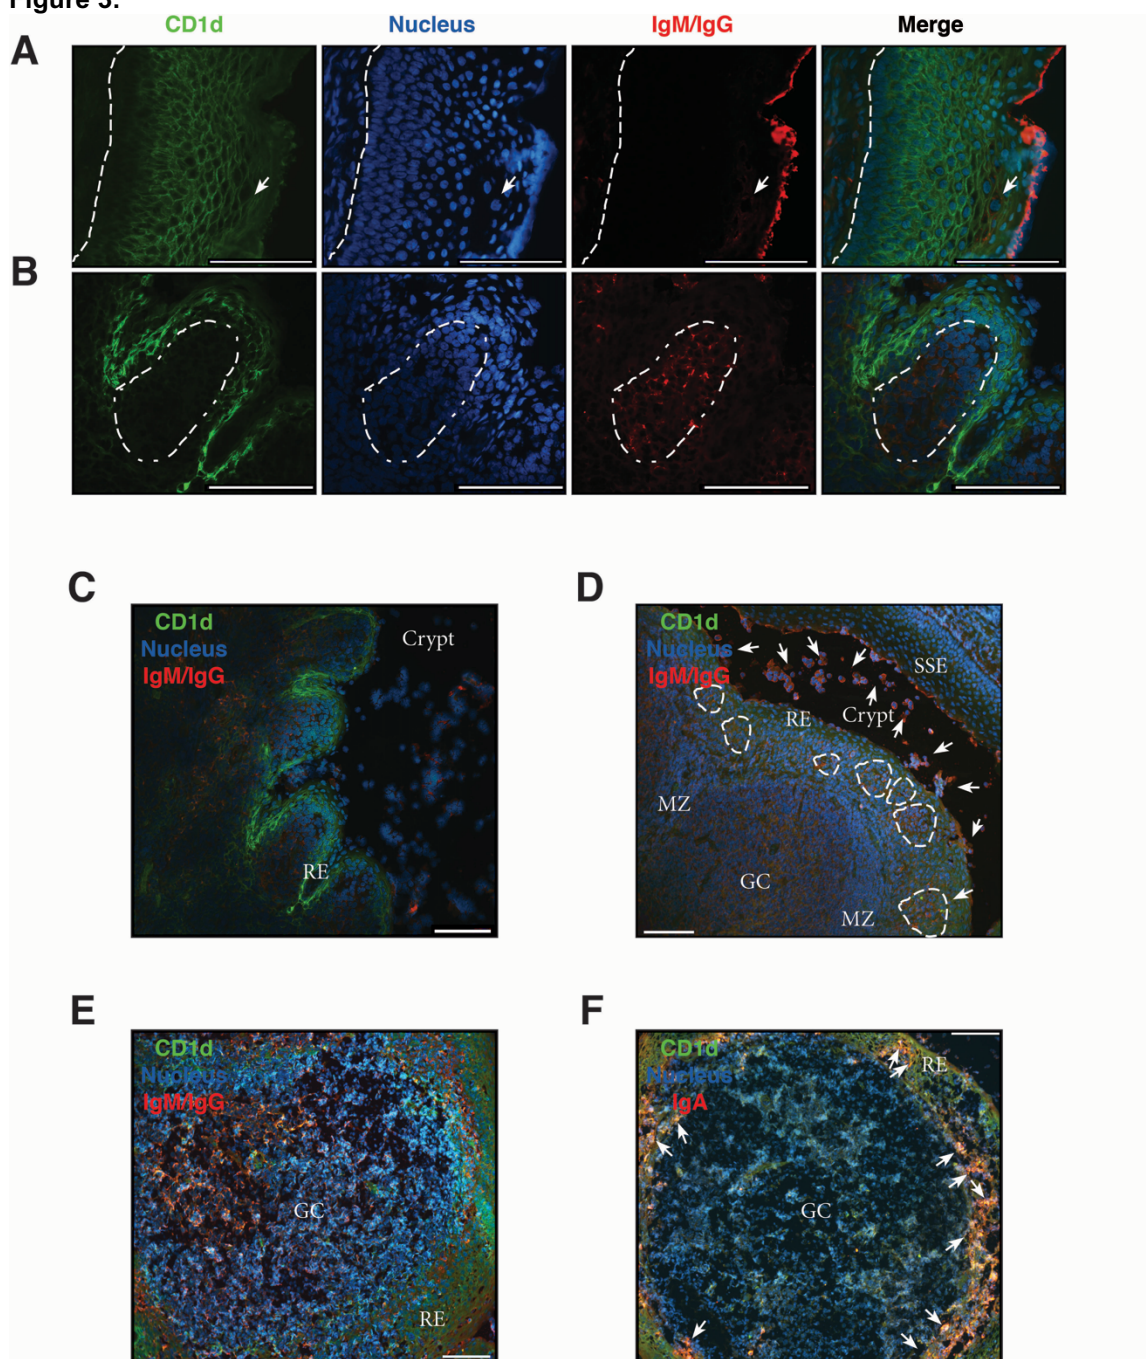 Figure 3.
CD1d Nucleus IgM/IgG Merge
A
B
C
CD1d
Nucleus
IgM/IgG
Crypt
RE
D
CD1d
Nucleus
IgM/IgG
SSE
RE
Crypt
MZ
GC
MZ
E
CD1d
Nucleus
IgM/IgG
GC
RE
F
CD1d
Nucleus
IgA
RE
GC